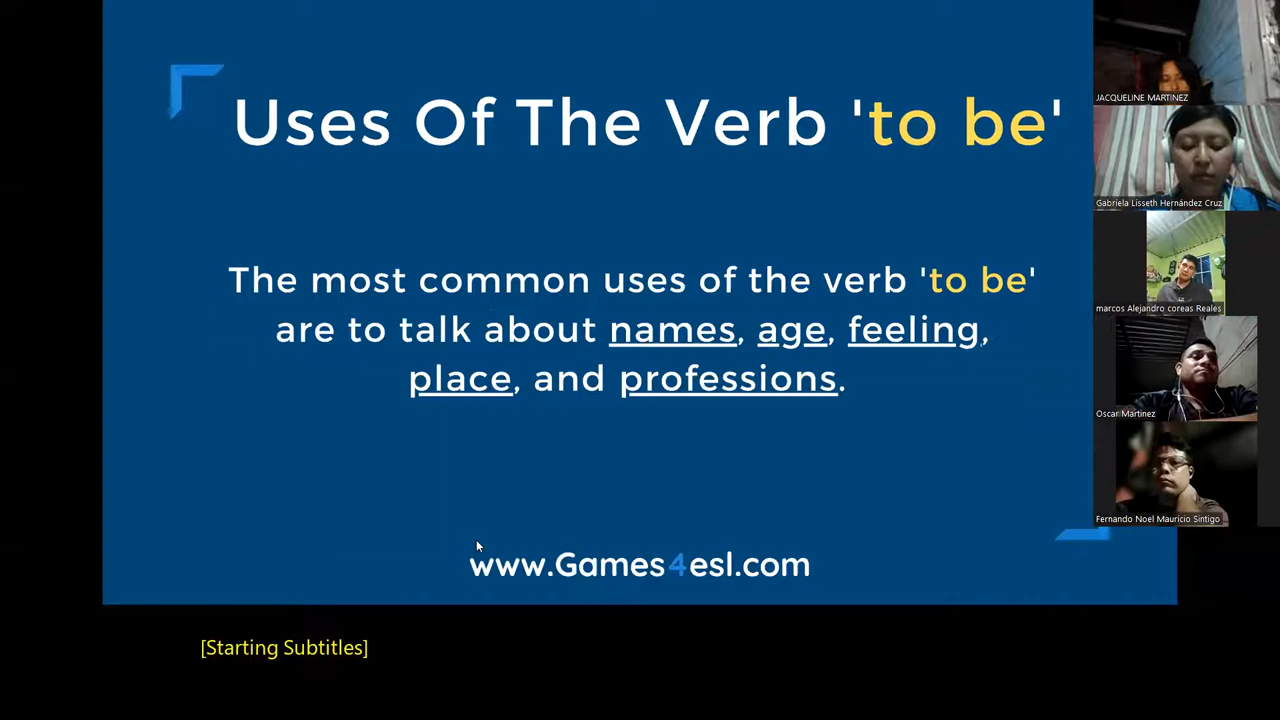 Uses Of The Verb 'to be'
The most common uses of the verb 'to be'
are to talk about names, age, feeling,
place, and professions.
www.Games4esl.com
[Starting Subtitles]
JACQUELINE MARTINEZ
Gabriela Lisseth Hernández Cruz
marcos Alejandro coreas Reales
Oscar Martinez
Fernando Noel Mauricio Sintigo